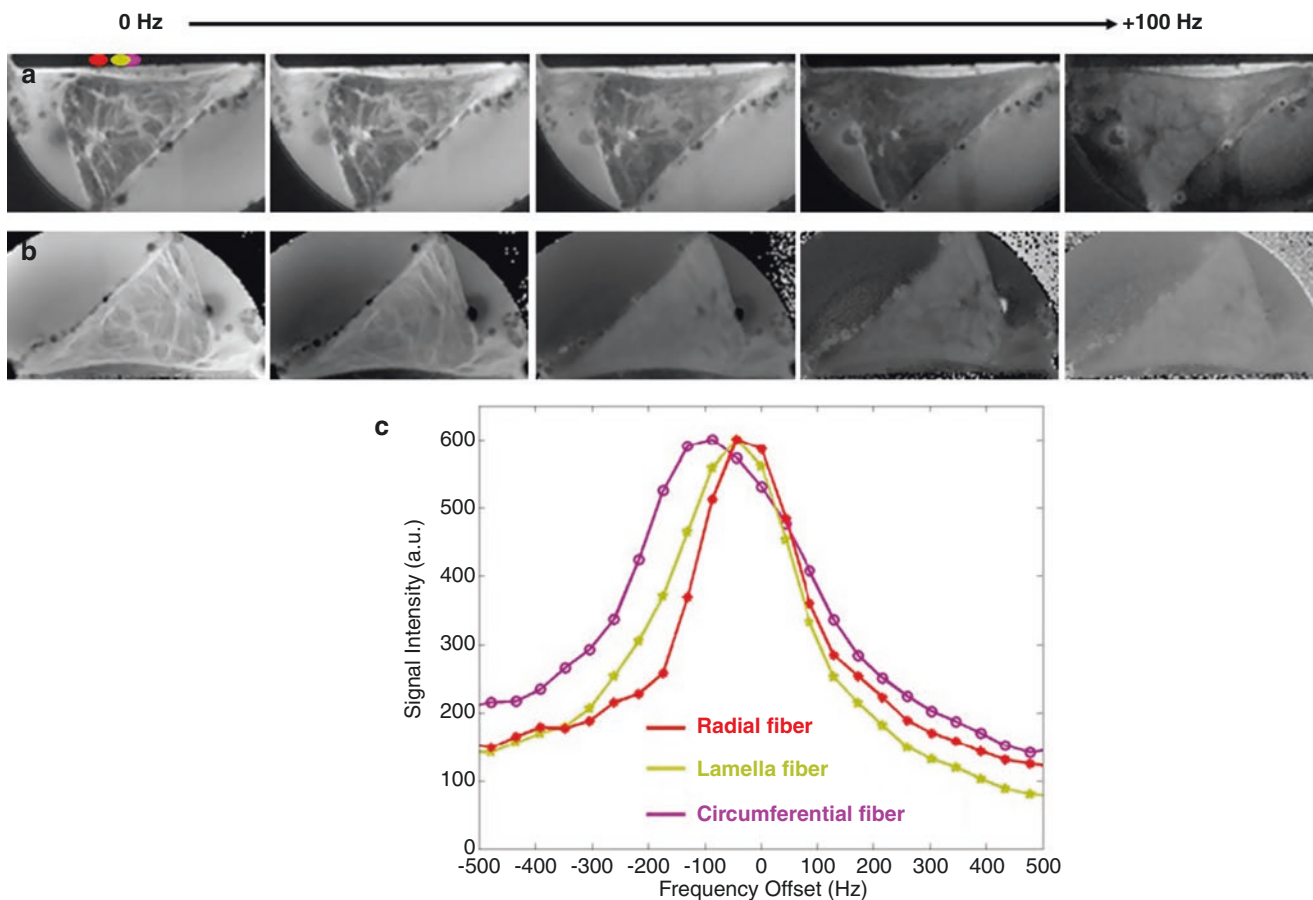 0 Hz +100 Hz
a
b
c
600
500
400
300
200
100
0
Signal Intensity (a.u.)
Radial fiber
Lamella fiber
Circumferential fiber
-500 -400 -300 -200 -100 0 100 200 300 400 500
Frequency Offset (Hz)